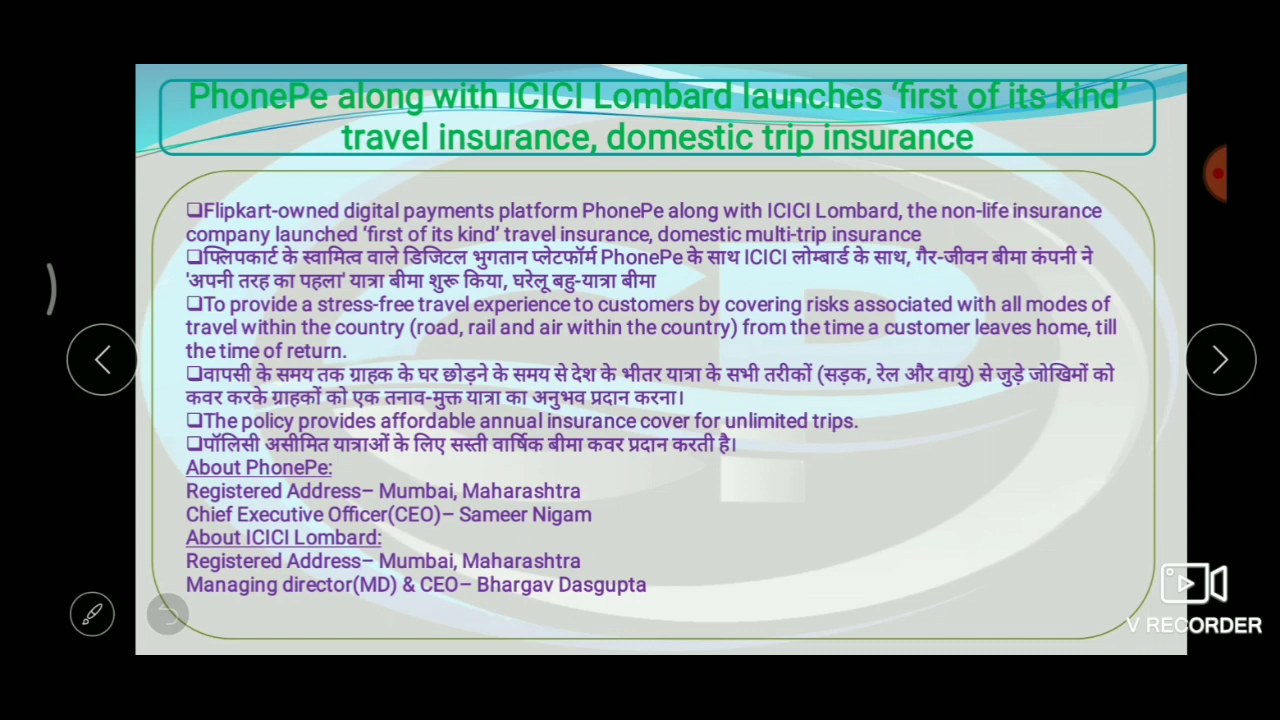 PhonePe along with ICICI Lombard launches ‘first of its kind’
travel insurance, domestic trip insurance
❑Flipkart-owned digital payments platform PhonePe along with ICICI Lombard, the non-life insurance
company launched ‘first of its kind’ travel insurance, domestic multi-trip insurance
❑फ्लिपकार्ट के स्वामित्व वाले डिजिटल भुगतान प्लेटफॉर्म PhonePe के साथ ICICI लोम्बार्ड के साथ, गैर-जीवन बीमा कंपनी ने
'अपनी तरह का पहला' यात्रा बीमा शुरू किया, घरेलू बहु-यात्रा बीमा
❑To provide a stress-free travel experience to customers by covering risks associated with all modes of
travel within the country (road, rail and air within the country) from the time a customer leaves home, till
the time of return.
❑वापसी के समय तक ग्राहक के घर छोड़ने के समय से देश के भीतर यात्रा के सभी तरीकों (सड़क, रेल और वायु) से जुड़े जोखिमों को
कवर करके ग्राहकों को एक तनाव-मुक्त यात्रा का अनुभव प्रदान करना।
❑The policy provides affordable annual insurance cover for unlimited trips.
❑पॉलिसी असीमित यात्राओं के लिए सस्ती वार्षिक बीमा कवर प्रदान करती है।
About PhonePe:
Registered Address– Mumbai, Maharashtra
Chief Executive Officer(CEO)– Sameer Nigam
About ICICI Lombard:
Registered Address– Mumbai, Maharashtra
Managing director(MD) & CEO– Bhargav Dasgupta
V RECORDER